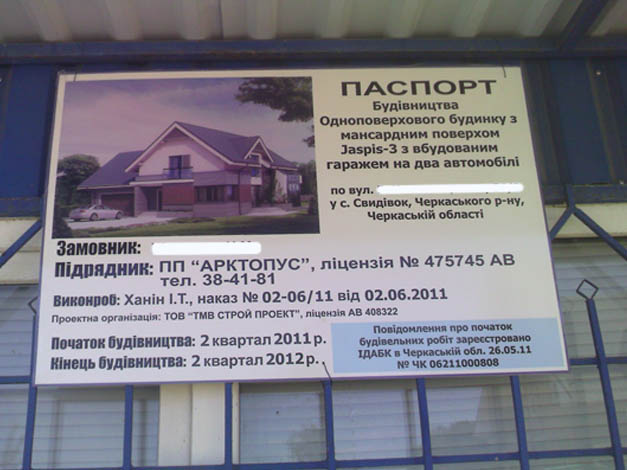 ПАСПОРТ
Будівництва
Одноповерхового будинку з
мансардним поверхом
Jaspis-3 з вбудованим
гаражем на два автомобілі
по вул.
у с. Свидівок, Черкаського р-ну,
Черкаській області
Замовник:
Підрядник: ПП “АРКТОПУС”, ліцензія № 475745 АВ
тел. 38-41-81
Виконроб: Ханін І.Т., наказ № 02-06/11 від 02.06.2011
Проектна організація: ТОВ “ТМВ СТРОЙ ПРОЕКТ”, ліцензія АВ 408322
Початок будівництва: 2 квартал 2011 р.
Кінець будівництва: 2 квартал 2012 р.
Повідомлення про початок
будівельних робіт зареєстровано
ІДАБК в Черкаській обл. 26.05.11
№ ЧК 06211000808